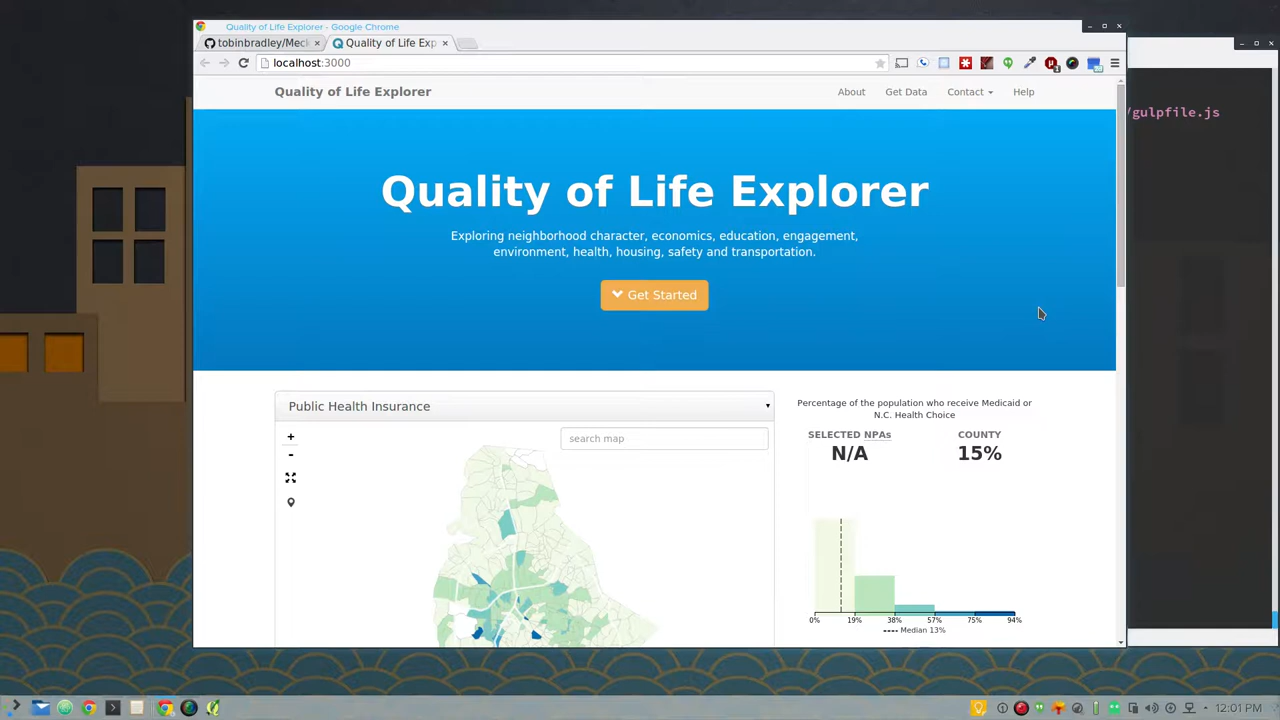 Quality of Life Explorer - Google Chrome
tobinbradley/Meck
Quality of Life Exp
localhost:3000
Quality of Life Explorer
About
Get Data
Contact
Help
/gulpfile.js
Quality of Life Explorer
Exploring neighborhood character, economics, education, engagement,
environment, health, housing, safety and transportation.
Get Started
Public Health Insurance
+
-
search map
Percentage of the population who receive Medicaid or
N.C. Health Choice
SELECTED NPAs
COUNTY
N/A
15%
0% 19% 38% 57% 75% 94%
Median 13%
12:01 PM